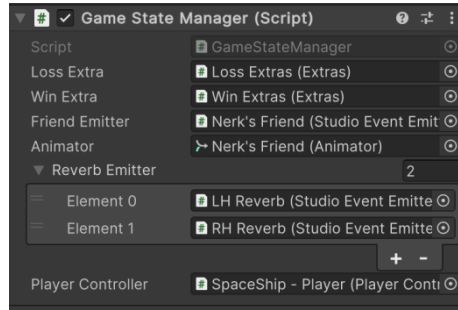 Game State Manager (Script)
Script GameStateManager
Loss Extra Loss Extras (Extras)
Win Extra Win Extras (Extras)
Friend Emitter Nerk's Friend (Studio Event Emit
Animator Nerk's Friend (Animator)
Reverb Emitter 2
Element 0 LH Reverb (Studio Event Emitte
Element 1 RH Reverb (Studio Event Emitte
+ -
Player Controller SpaceShip - Player (Player Conti